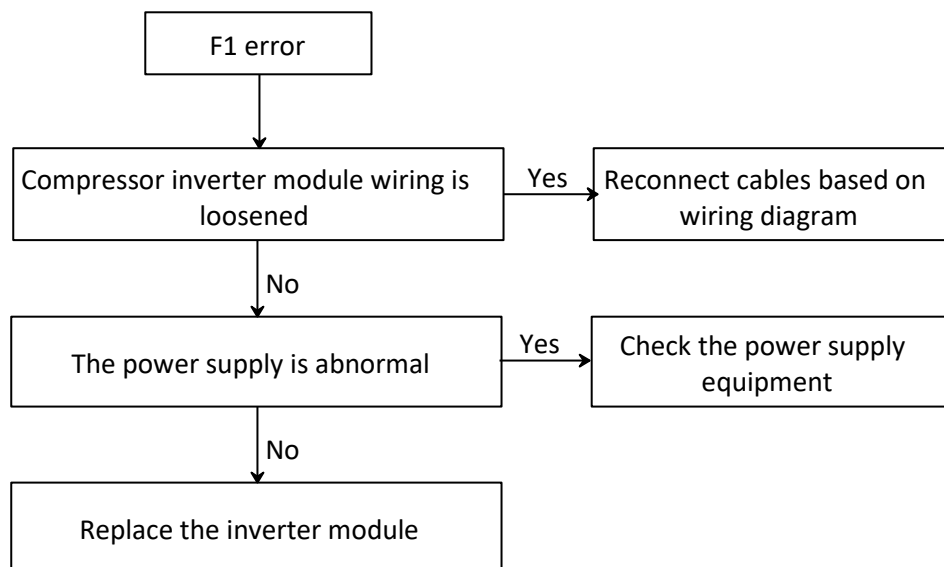 F1 error
Compressor inverter module wiring is
loosened
Yes
Reconnect cables based on
wiring diagram
No
The power supply is abnormal
Yes
Check the power supply
equipment
No
Replace the inverter module